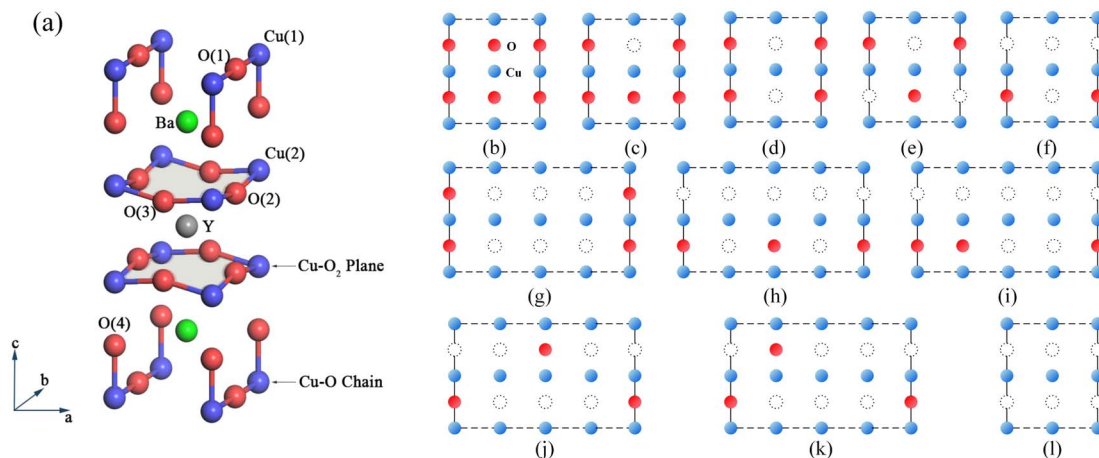 (a)
Cu(1)
O(1)
Ba
Cu(2)
O(2)
O(3)
Y
Cu-O₂ Plane
O(4)
Cu-O Chain
c
b
a
O
Cu
(b)
(c)
(d)
(e)
(f)
(g)
(h)
(i)
(j)
(k)
(l)